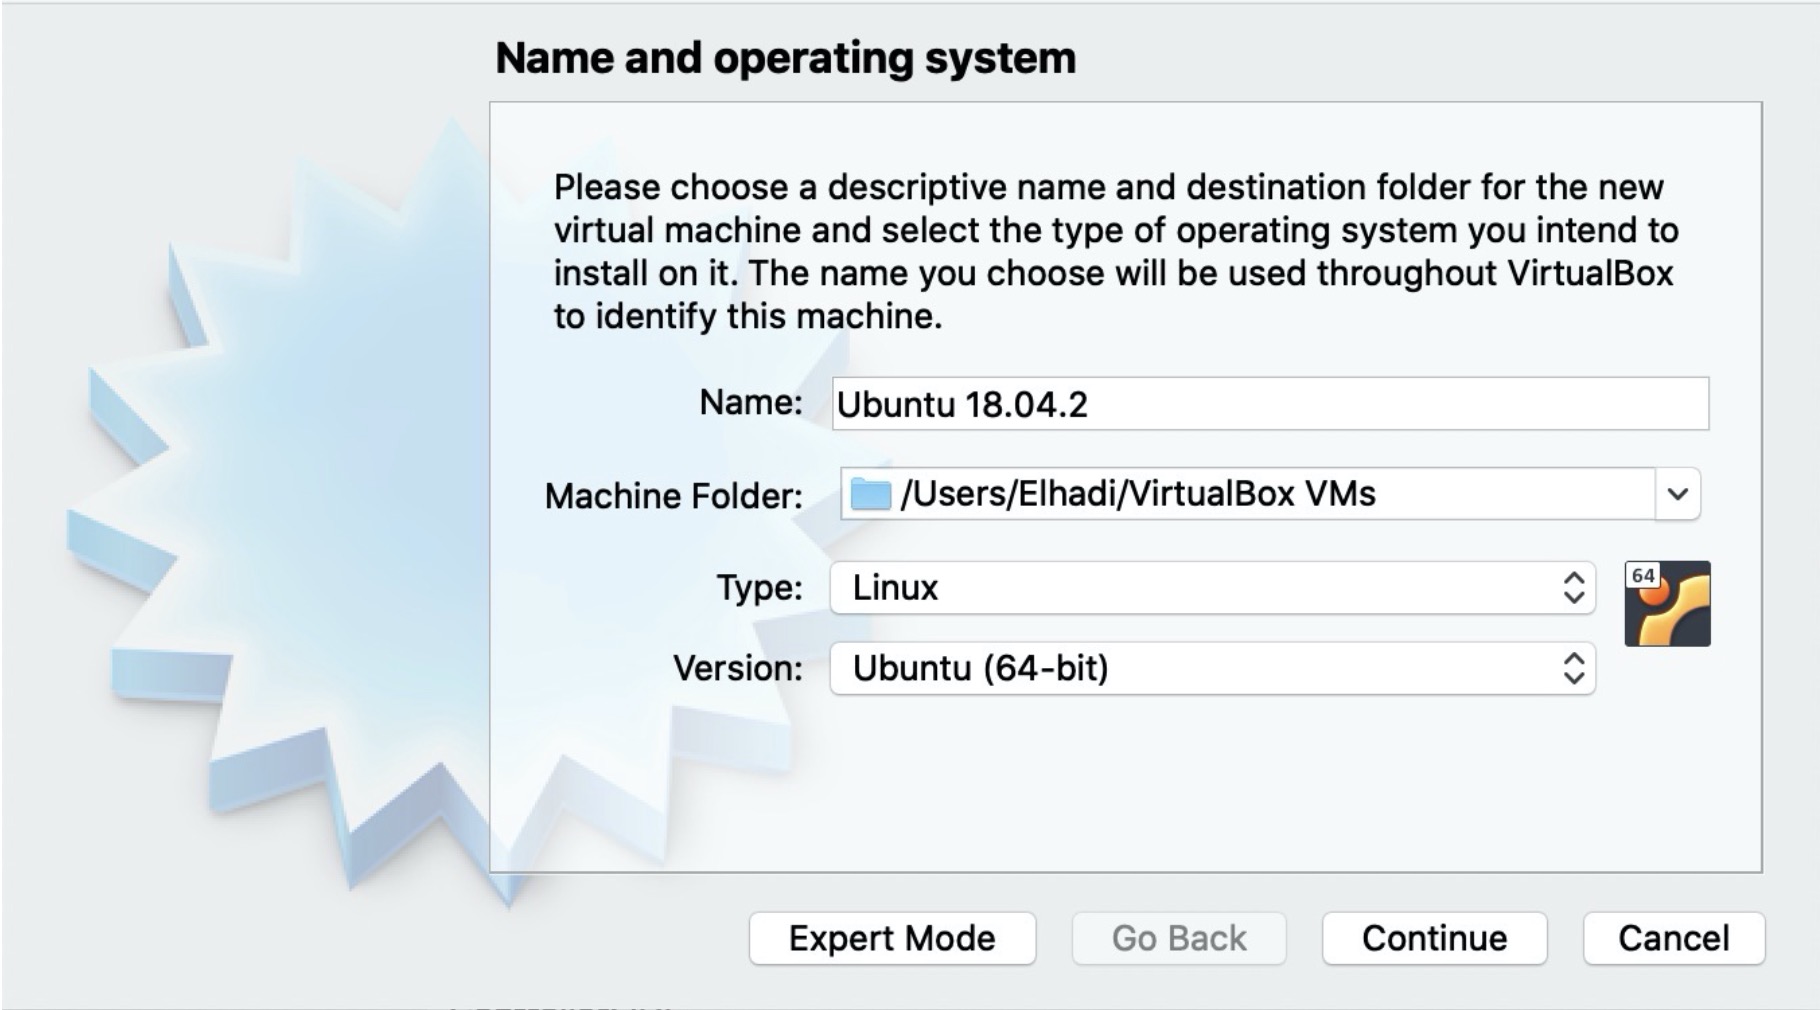 Name and operating system
Please choose a descriptive name and destination folder for the new
virtual machine and select the type of operating system you intend to
install on it. The name you choose will be used throughout VirtualBox
to identify this machine.
Name: Ubuntu 18.04.2
Machine Folder: /Users/Elhadi/VirtualBox VMs
Type: Linux
64
Version: Ubuntu (64-bit)
Expert Mode Go Back Continue Cancel